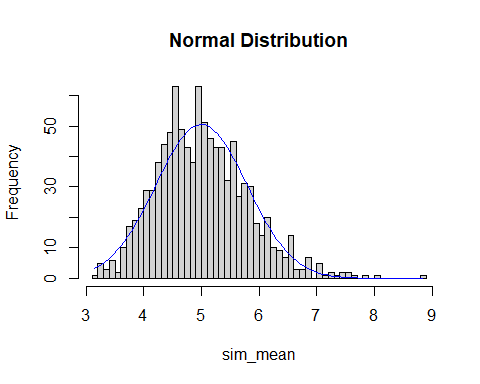 Normal Distribution
Frequency
0
10
30
50
3 4 5 6 7 8 9
sim_mean